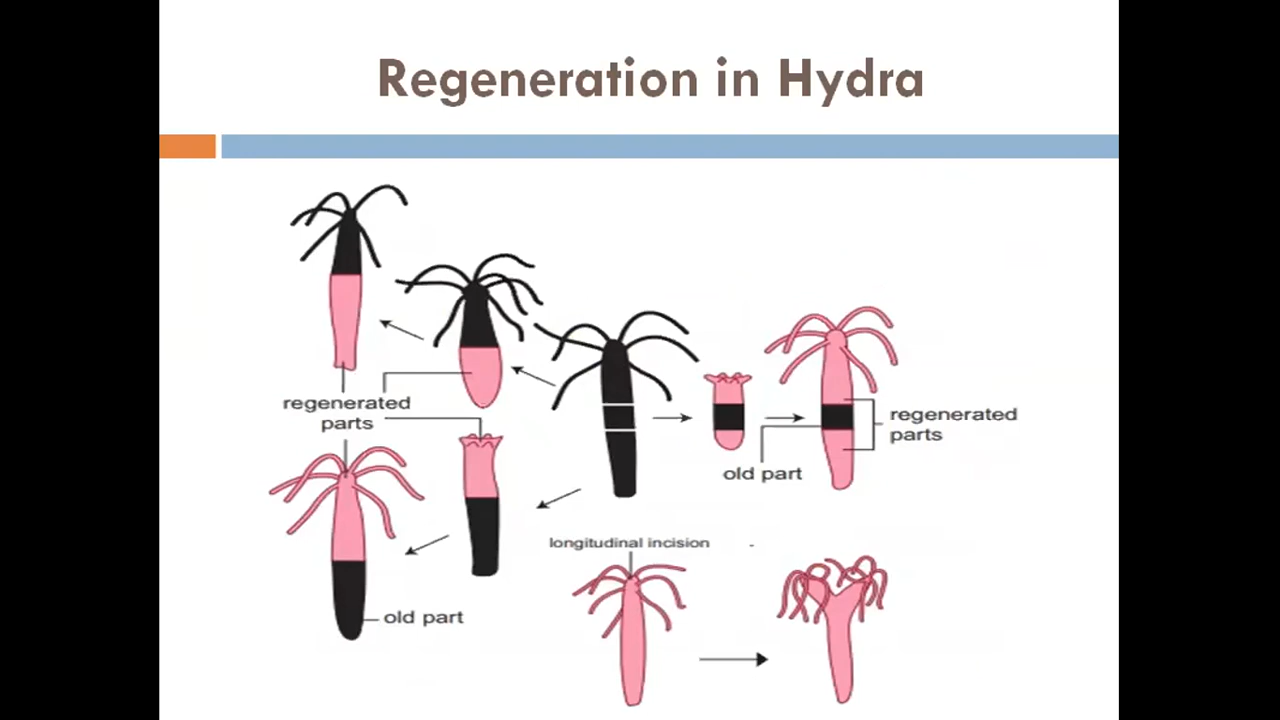 Regeneration in Hydra
regenerated
parts
regenerated
parts
old part
longitudinal incision
old part